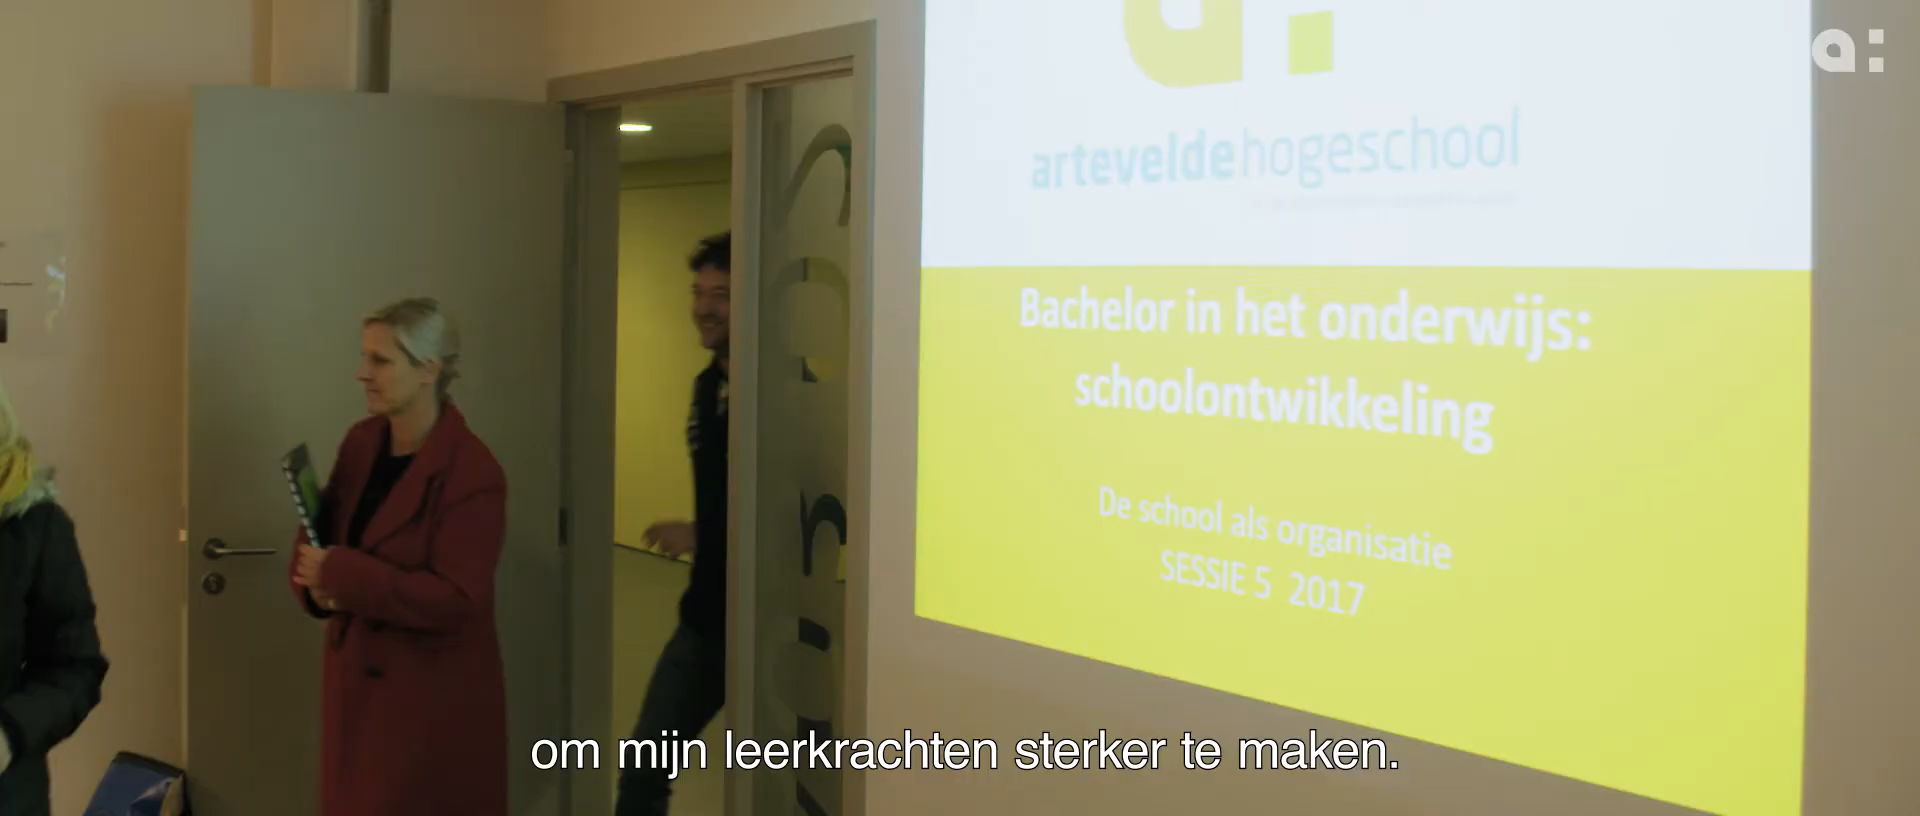 a:
a:
arteveldehogeschool
Bachelor in het onderwijs:
schoolontwikkeling
De school als organisatie
SESSIE 5 2017
om mijn leerkrachten sterker te maken.